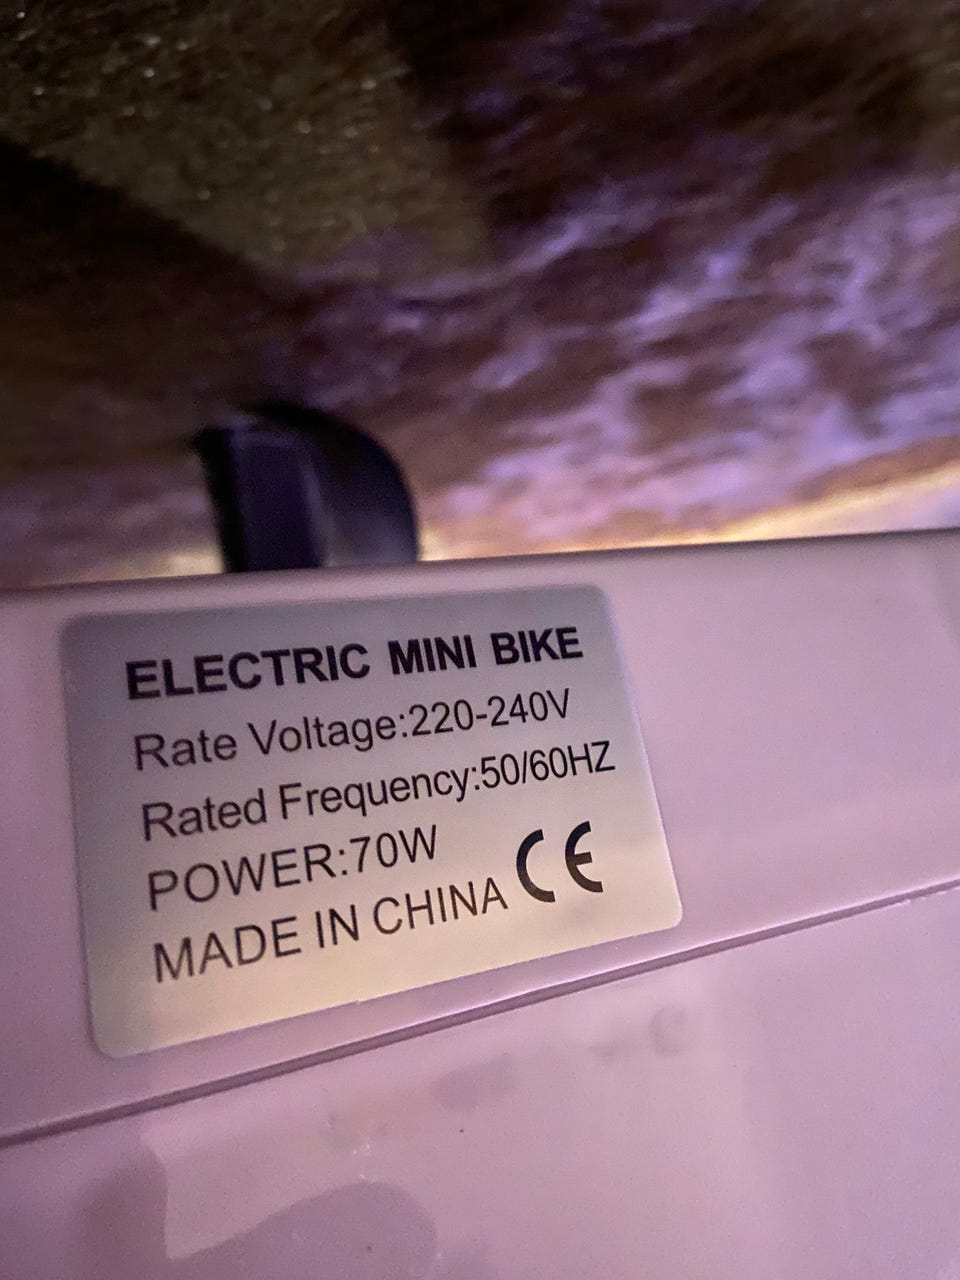 ELECTRIC MINI BIKE
Rate Voltage:220-240V
Rated Frequency:50/60HZ
POWER:70W
MADE IN CHINA CE